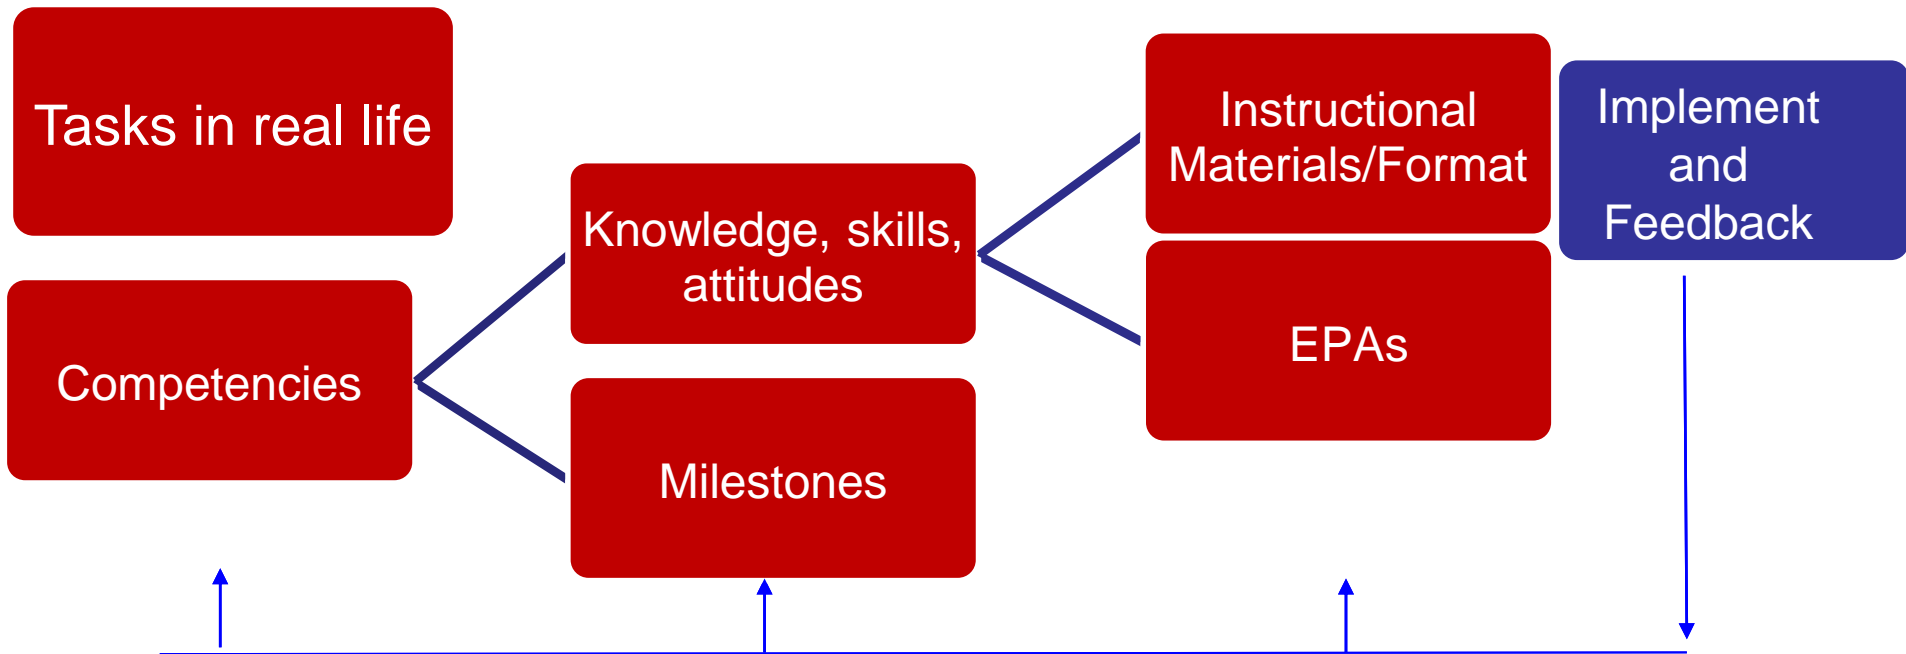 Tasks in real life
Competencies
Knowledge, skills,
attitudes
Milestones
Instructional
Materials/Format
EPAs
Implement
and
Feedback